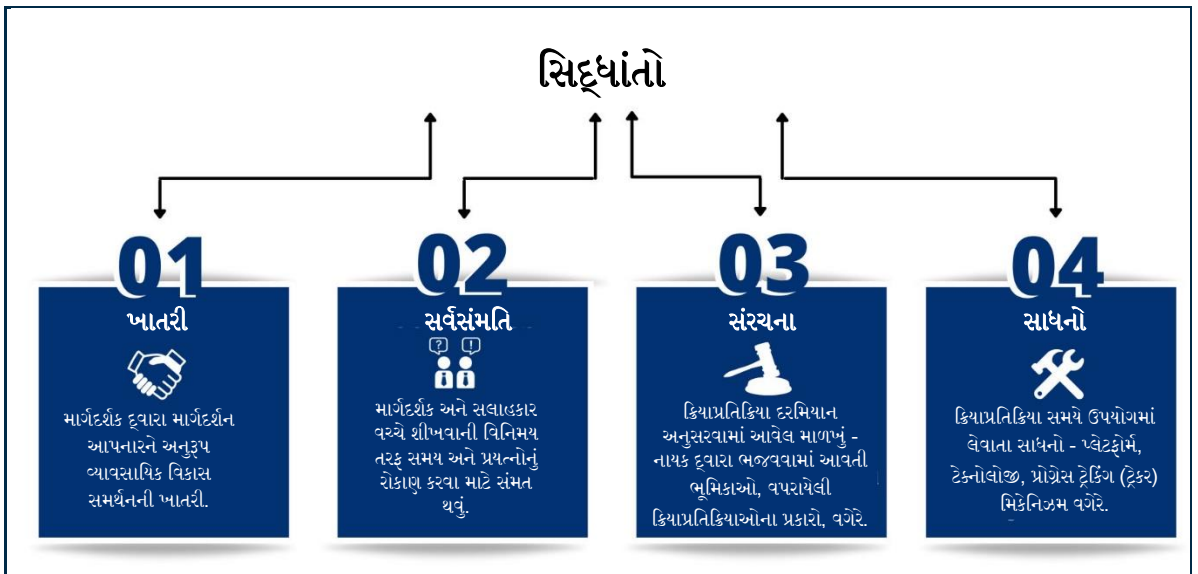 સિદ્ધાંતો
01
ખાતરી
માર્ગદર્શક દ્વારા માર્ગદર્શન
આપનારને અનુરૂપ
વ્યાવસાયિક વિકાસ
સમર્થનની ખાતરી.
02
સર્વસંમતિ
? !
માર્ગદર્શક અને સલાહકાર
વચ્ચે શીખવાની વિનિમય
તરફ સમય અને પ્રયત્નોનું
રોકાણ કરવા માટે સંમત
થવું.
03
સંરચના
ક્રિયાપ્રતિક્રિયા દરમિયાન
અનુસરવામાં આવેલ માળખું -
નાયક દ્વારા ભજવવામાં આવતી
ભૂમિકાઓ, વપરાયેલી
ક્રિયાપ્રતિક્રિયાઓના પ્રકારો, વગેરે.
04
સાધનો
ક્રિયાપ્રતિક્રિયા સમયે ઉપયોગમાં
લેવાતા સાધનો - પ્લેટફોર્મ,
ટેક્નોલોજી, પ્રોગ્રેસ ટ્રેકિંગ (ટ્રેકર)
મિકેનિઝમ વગેરે.